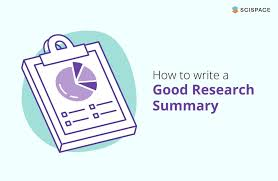 SCISPACE
How to write a
Good Research
Summary